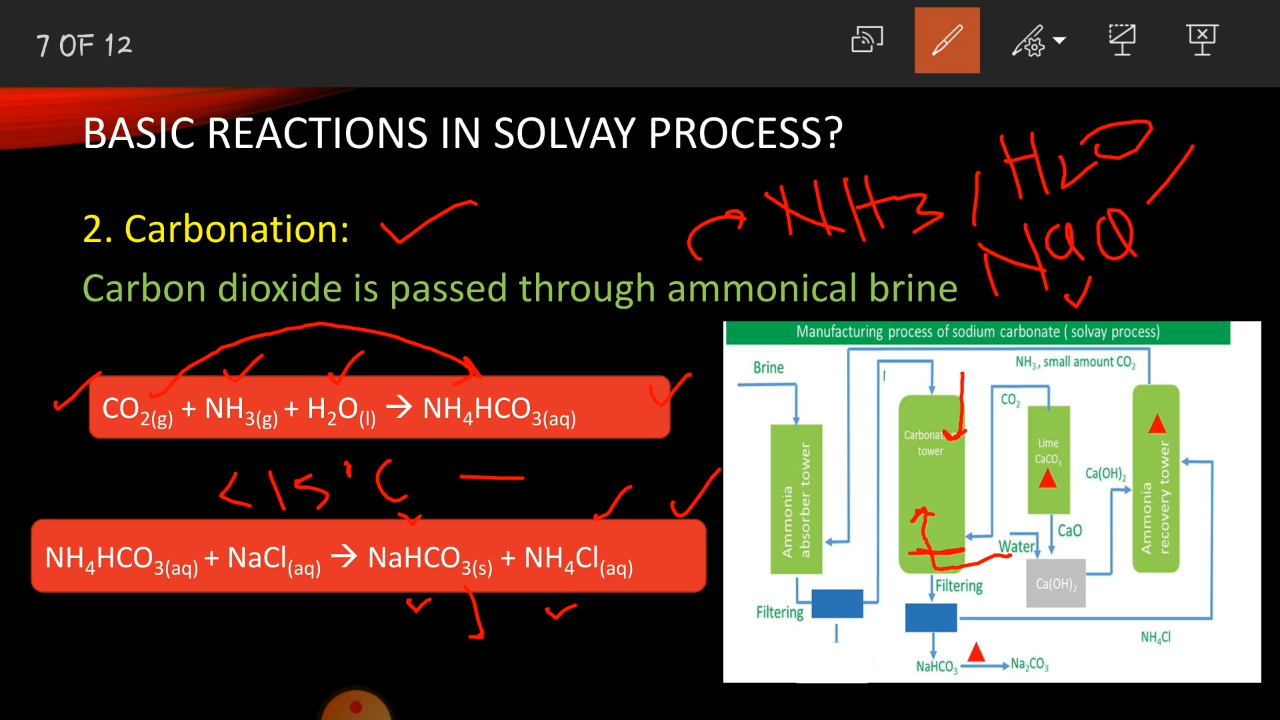 7 OF 12
BASIC REACTIONS IN SOLVAY PROCESS?
NH3, H2O
NaCl
2. Carbonation:
Carbon dioxide is passed through ammonical brine
CO₂(g) + NH₃(g) + H₂O(l) → NH₄HCO₃(aq)
<15°C
NH₄HCO₃(aq) + NaCl(aq) → NaHCO₃(s) + NH₄Cl(aq)
Manufacturing process of sodium carbonate ( solvay process)
Brine
NH₃, small amount CO₂
CO₂
Ammonia
absorber tower
tower
Lime
CaCO₃
Ca(OH)₂
Ammonia
recovery tower
CaO
Water
Ca(OH)₂
Filtering
Filtering
NH₄Cl
NaHCO₃
Na₂CO₃